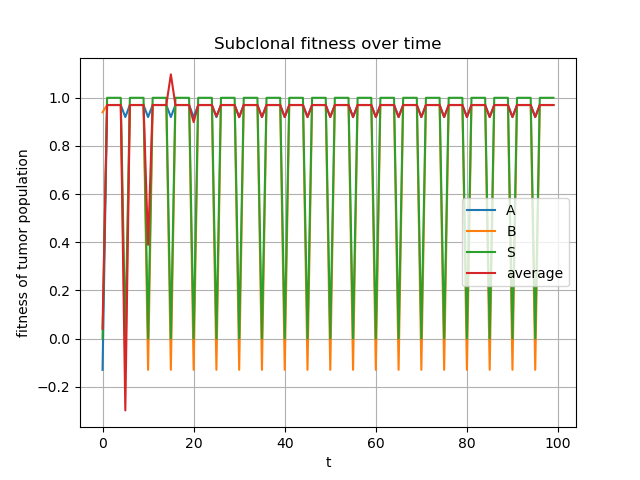 Subclonal fitness over time
fitness of tumor population
1.0
0.8
0.6
0.4
0.2
0.0
−0.2
0
20
40
60
80
100
t
A
B
S
average